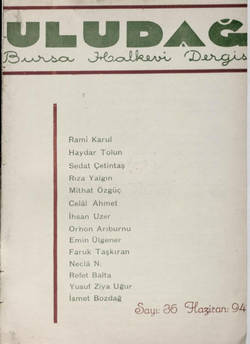 ULUDAĞ
Bursa Halkevi Dergis
Rami Karul
Haydar Tolun
Sedat Çetintaş
Rıza Yalgın
Mithat Özgüç
Celâl Ahmet
İhsan Uzer
Orhon Arıburnu
Emin Ülgener
Faruk Taşkıran
Neclâ N.
Refet Balta
Yusuf Ziya Uğur
İsmet Bozdağ
Sayı: 36 Haziran: 94